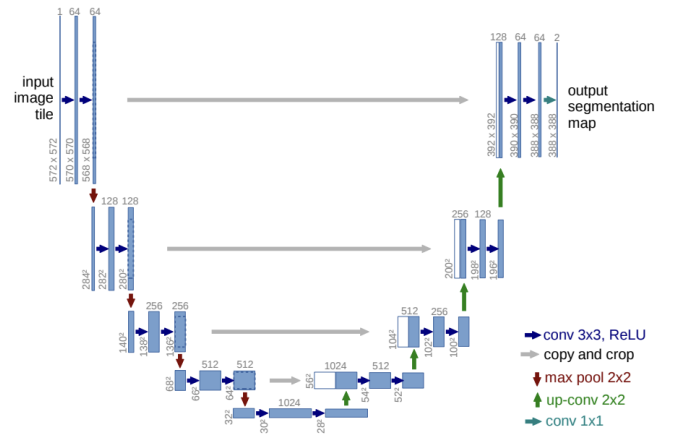 1 64 64
128 64 64 2
input
image
tile
output
segmentation
map
572 x 572
570 x 570
568 x 568
392 x 392
390 x 390
388 x 388
388 x 388
128 128
256 128
284²
282²
280²
200²
198²
196²
256 256
512 256
140²
138²
136²
104²
102²
100²
conv 3x3, ReLU
copy and crop
max pool 2x2
up-conv 2x2
conv 1x1
512 512
1024 512
68²
66²
64²
56²
54²
52²
1024
32²
30²
28²